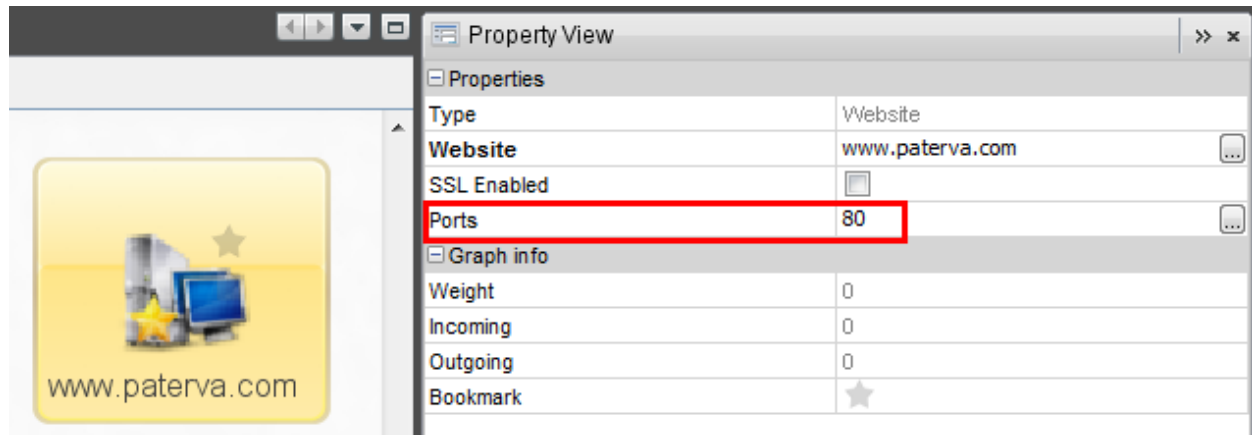 Property View
Properties
Type Website
Website www.paterva.com ...
SSL Enabled
Ports 80 ...
Graph info
Weight 0
Incoming 0
Outgoing 0
Bookmark
www.paterva.com